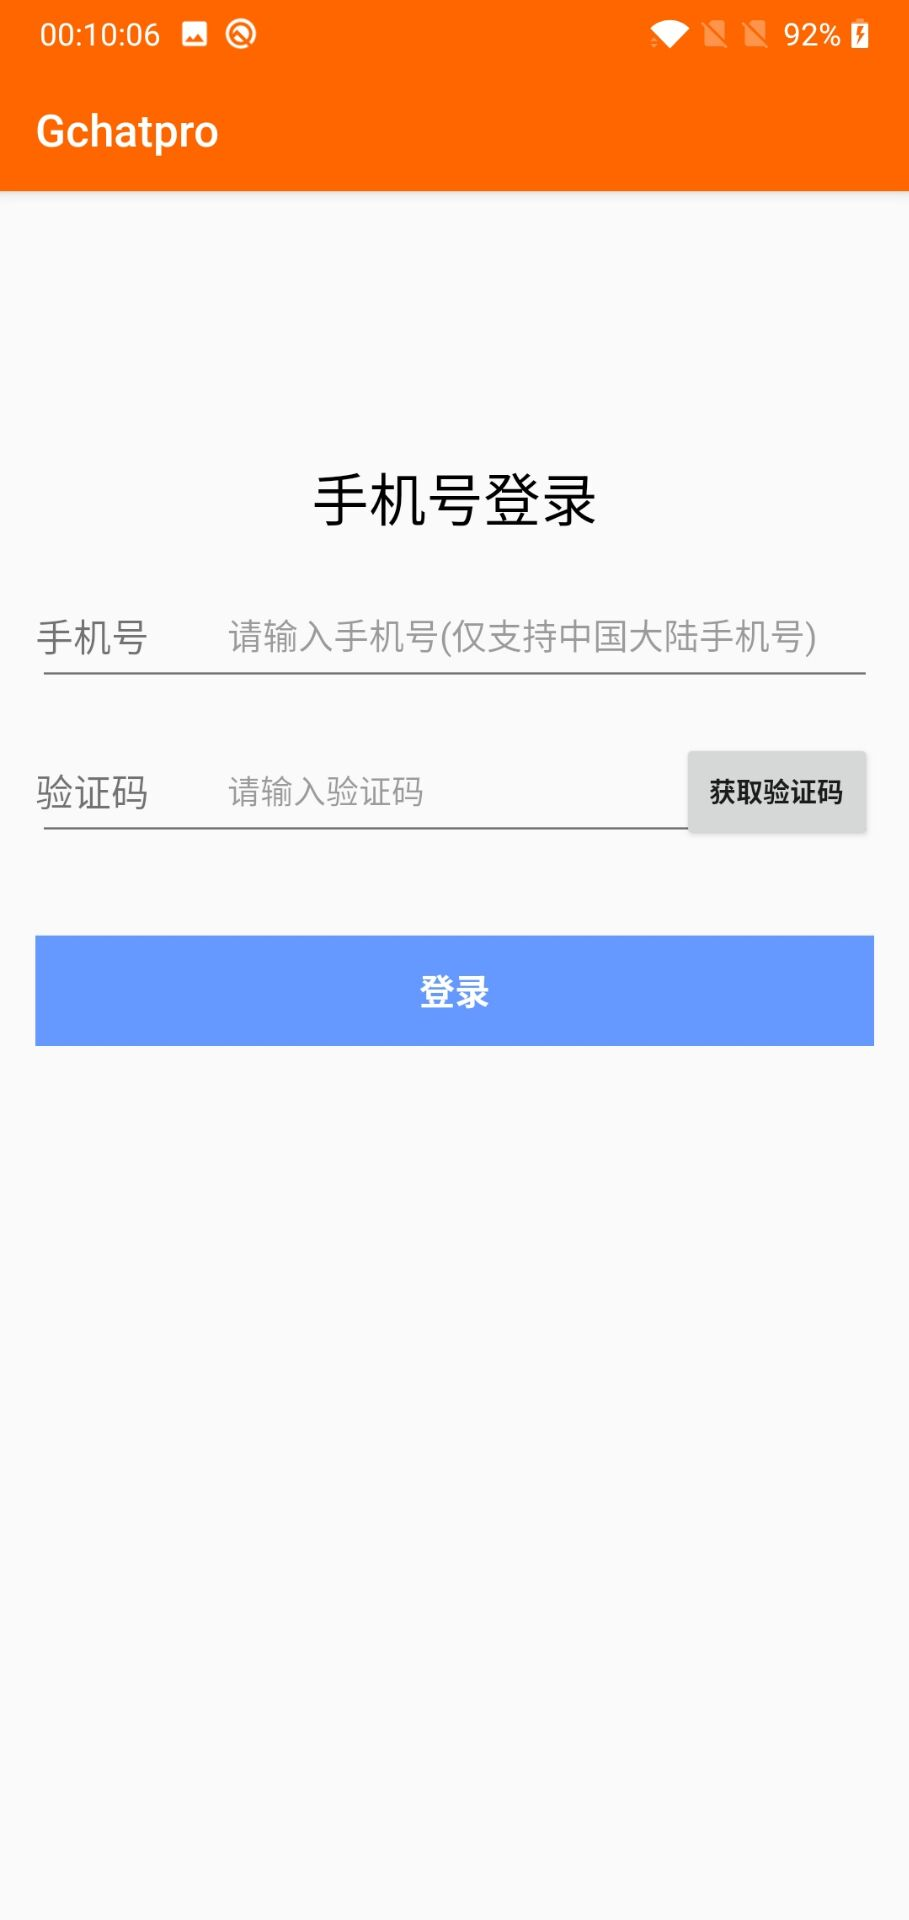 00:10:06 92%
Gchatpro
手机号登录
手机号 请输入手机号(仅支持中国大陆手机号)
验证码 请输入验证码 获取验证码
登录